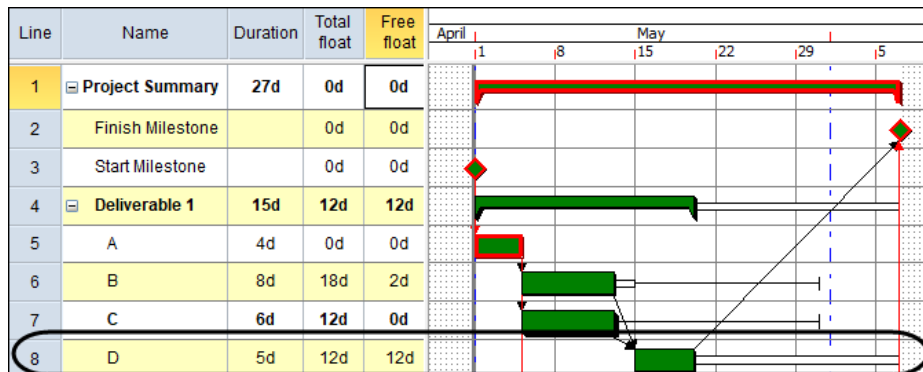 Line Name Duration Total float Free float April May
1 8 15 22 29 5
1 Project Summary 27d 0d 0d
2 Finish Milestone 0d 0d
3 Start Milestone 0d 0d
4 Deliverable 1 15d 12d 12d
5 A 4d 0d 0d
6 B 8d 18d 2d
7 C 6d 12d 0d
8 D 5d 12d 12d